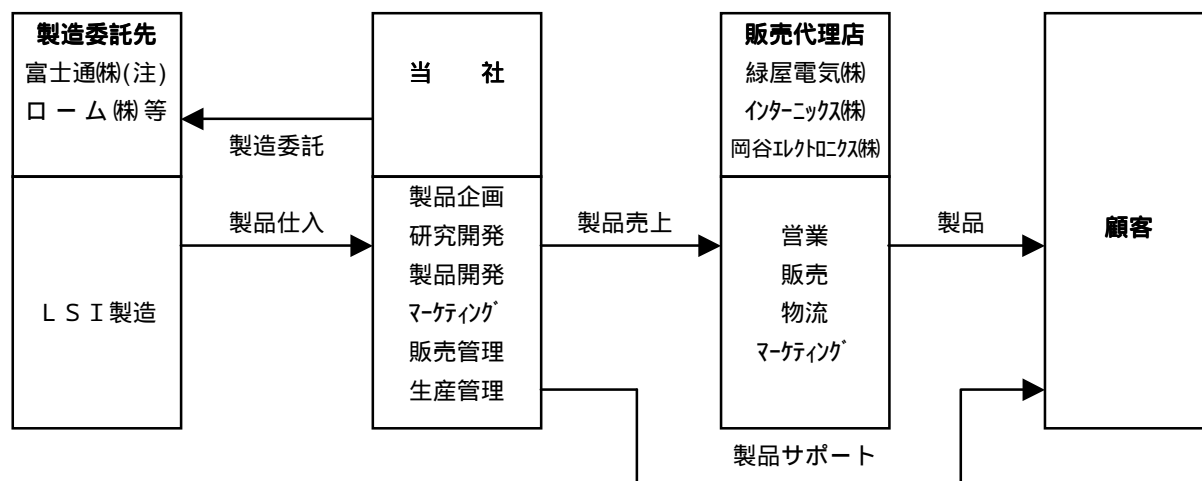 製造委託先
富士通㈱(注)
ローム㈱等
LSI製造
製造委託
製品仕入
当　　社
製品企画
研究開発
製品開発
ﾏｰｹﾃｨﾝｸﾞ
販売管理
生産管理
製品売上
販売代理店
緑屋電気㈱
ｲﾝﾀｰﾆｯｸｽ㈱
岡谷ｴﾚｸﾄﾛﾆｸｽ㈱
営業
販売
物流
ﾏｰｹﾃｨﾝｸﾞ
製品
顧客
製品サポート